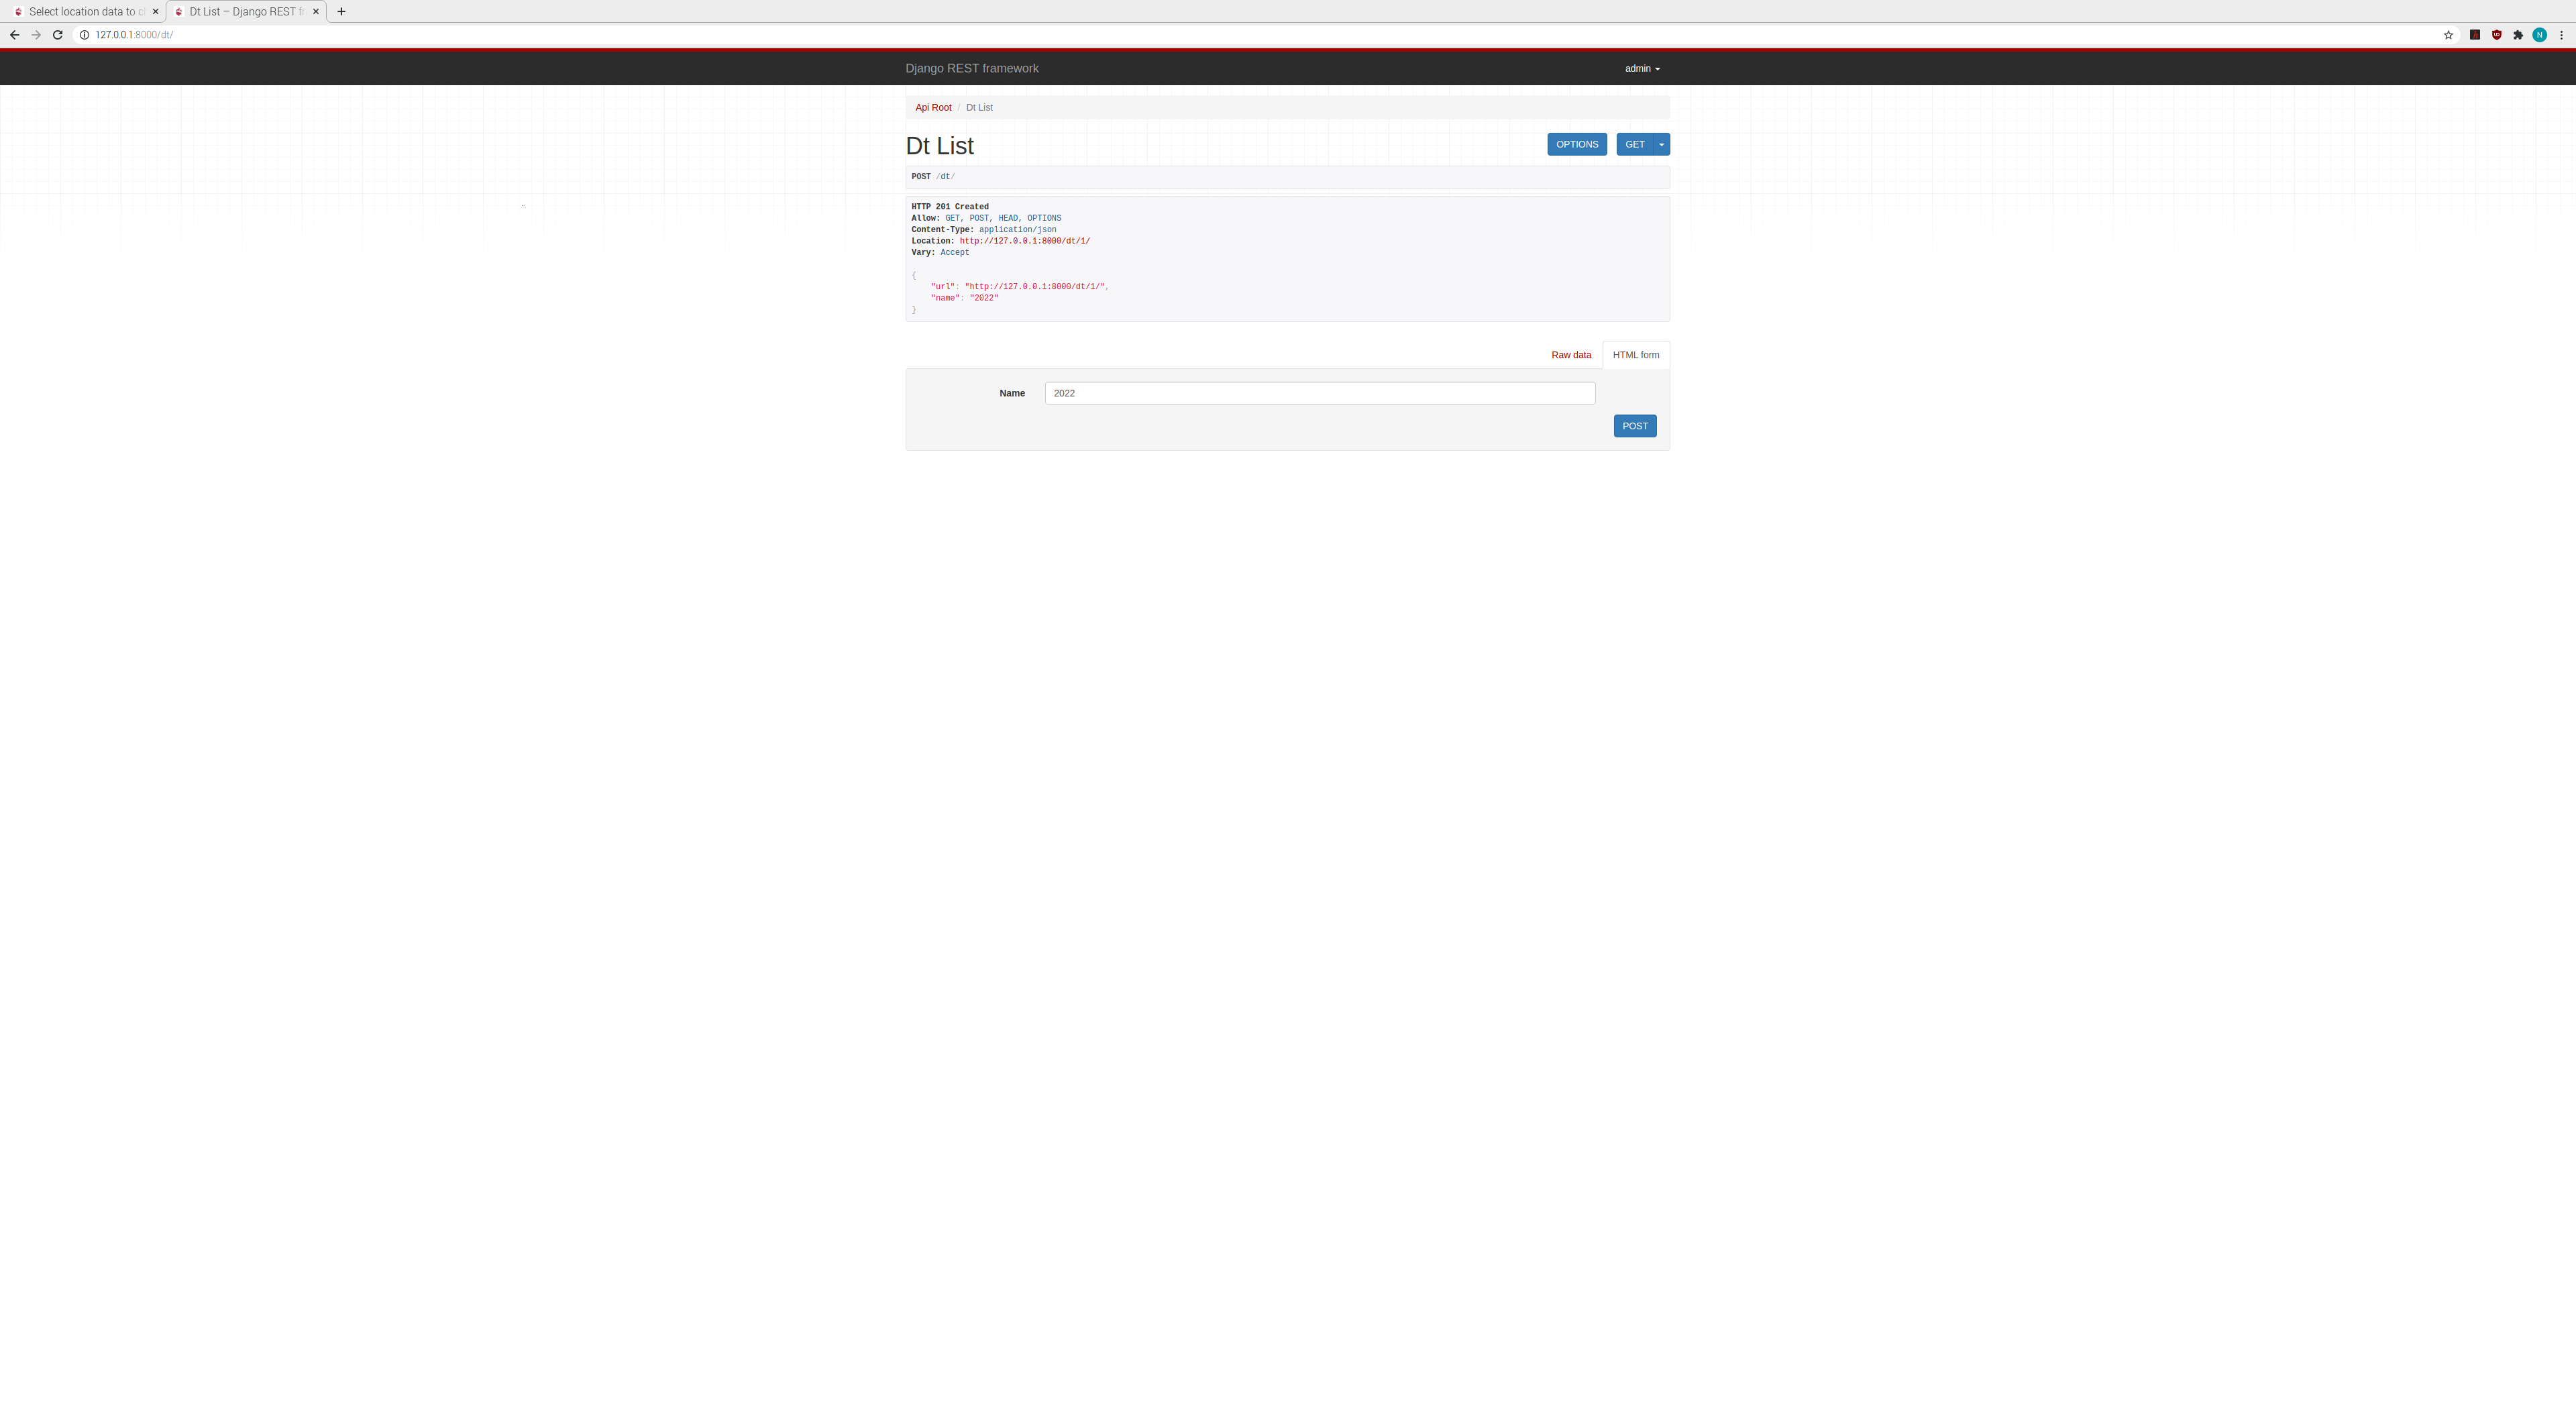 Select location data to c
Dt List – Django REST fr
127.0.0.1:8000/dt/
N
Django REST framework
admin
Api Root / Dt List
Dt List
OPTIONS
GET
POST /dt/
HTTP 201 Created
Allow: GET, POST, HEAD, OPTIONS
Content-Type: application/json
Location: http://127.0.0.1:8000/dt/1/
Vary: Accept
{
"url": "http://127.0.0.1:8000/dt/1/",
"name": "2022"
}
Raw data
HTML form
Name
2022
POST